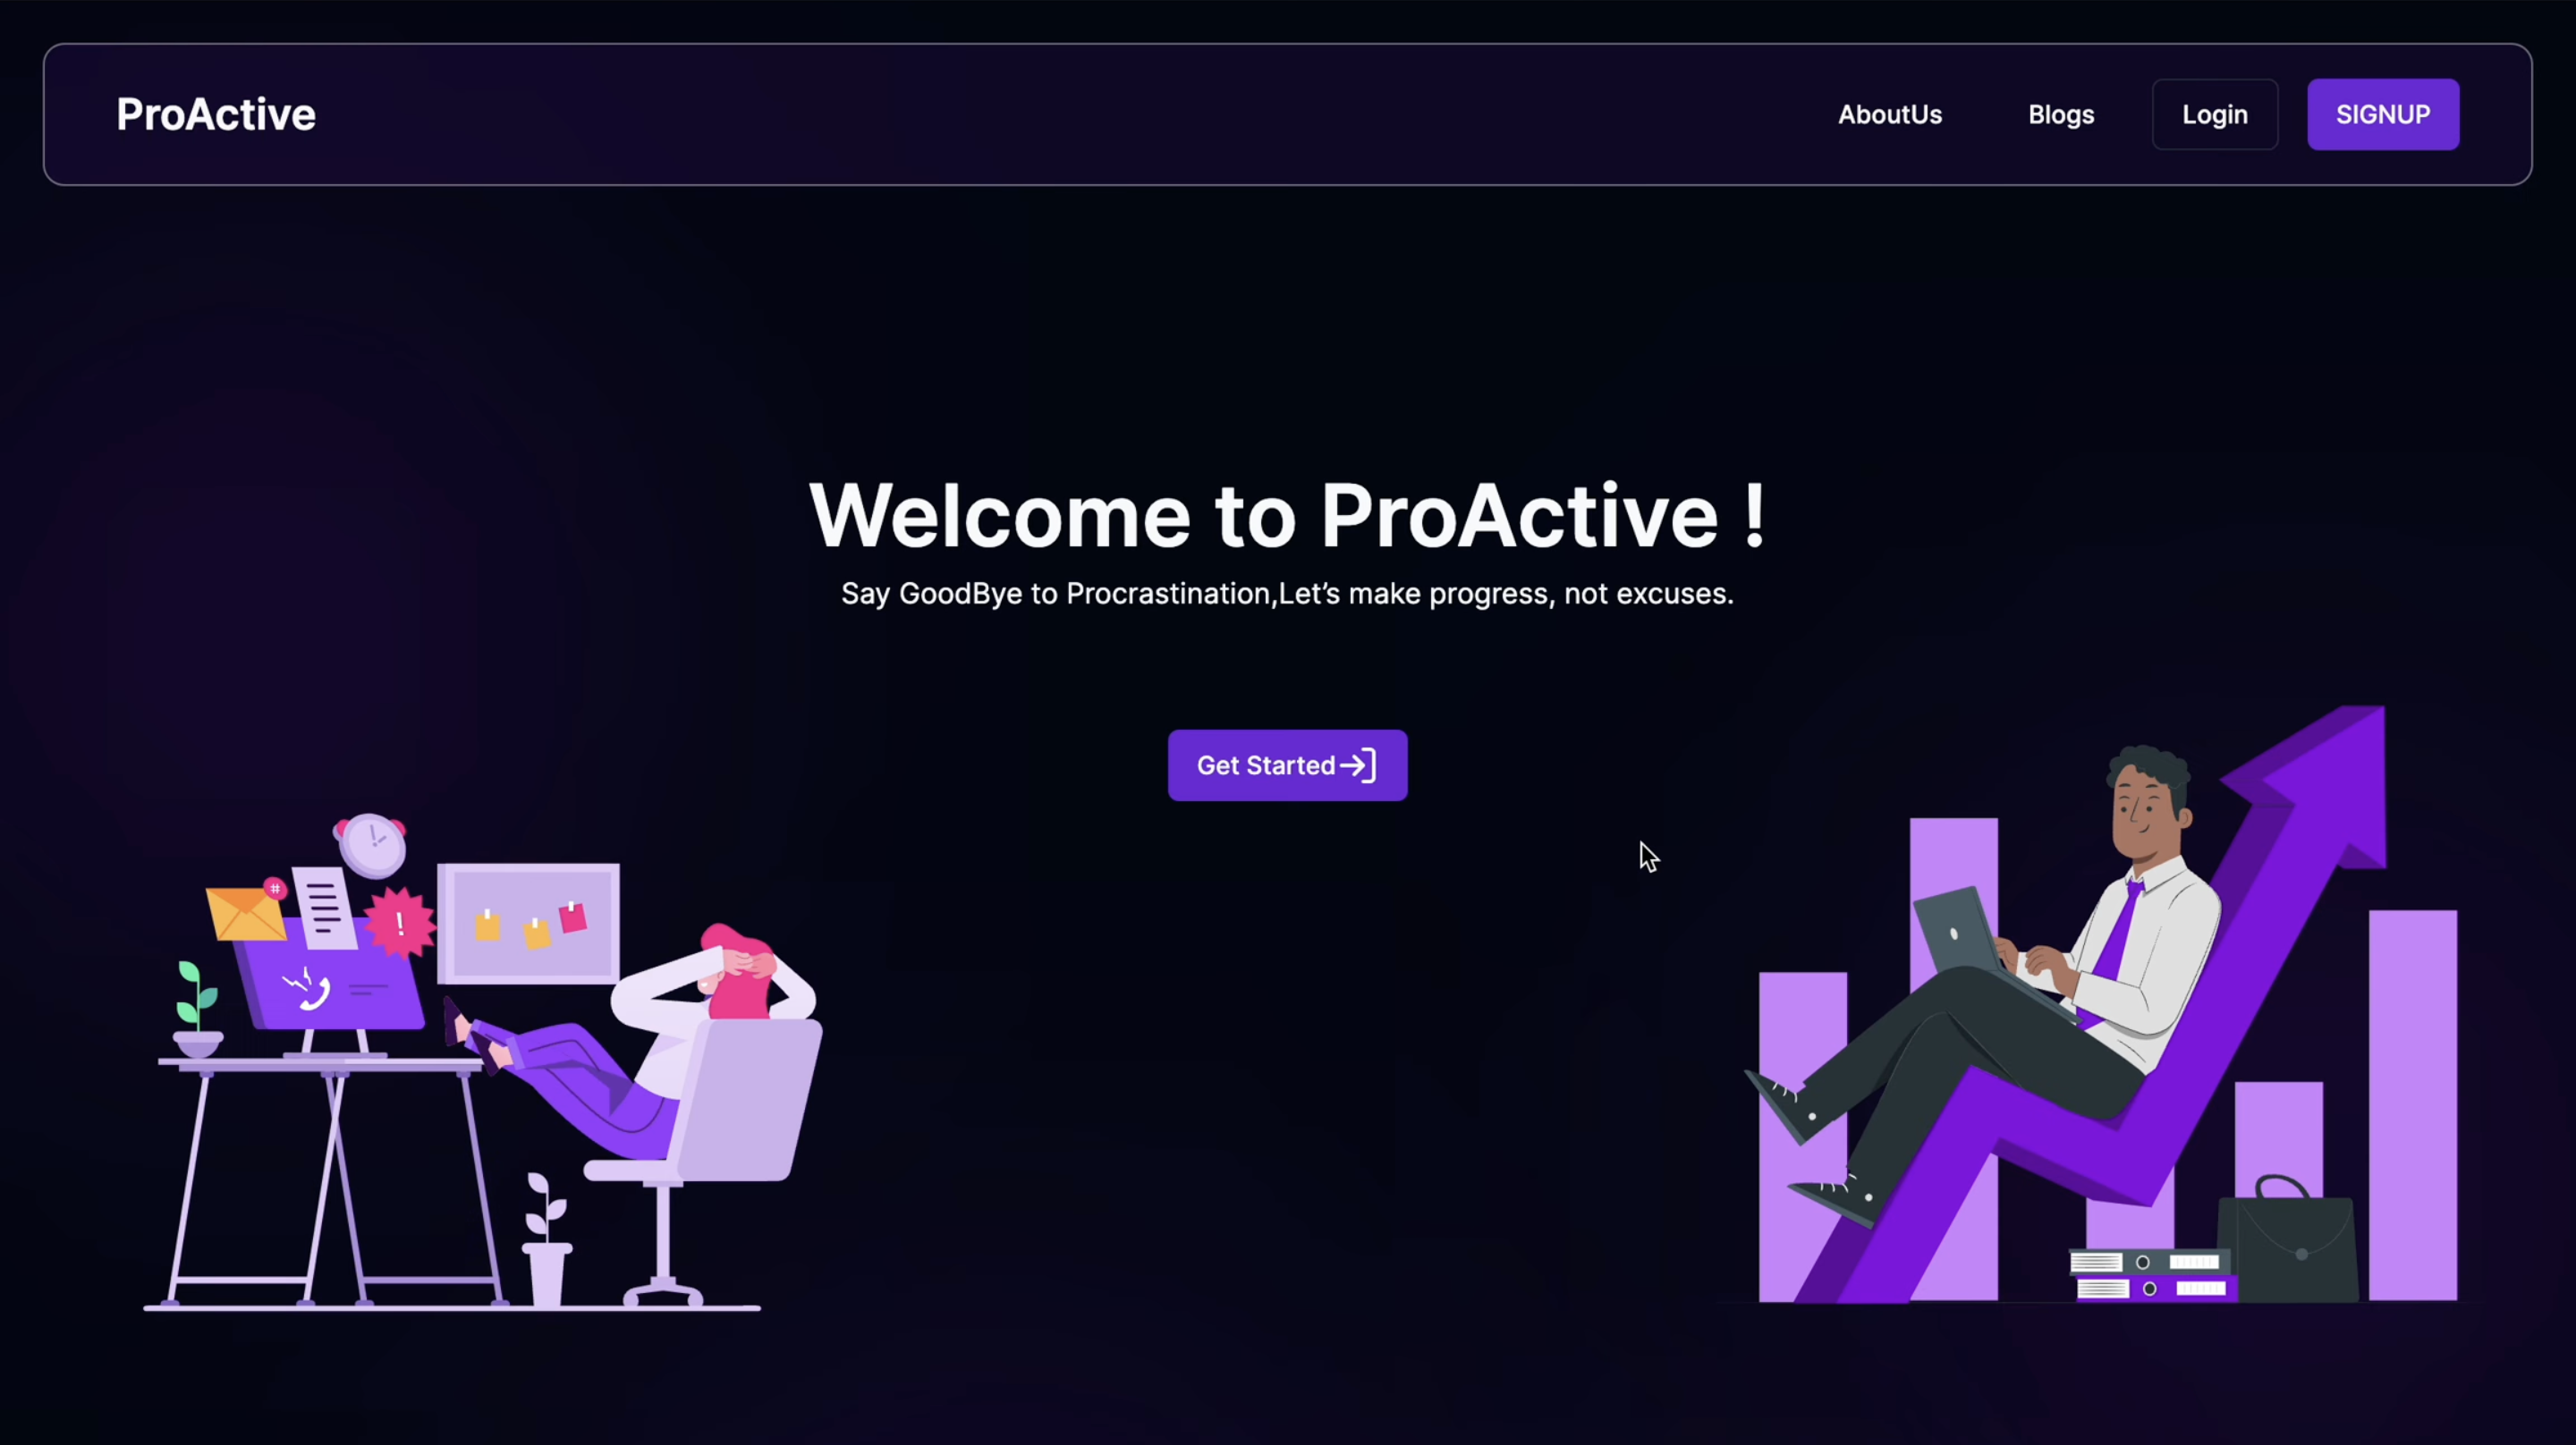 ProActive
AboutUs Blogs Login SIGNUP
Welcome to ProActive !
Say GoodBye to Procrastination,Let’s make progress, not excuses.
Get Started
#
!